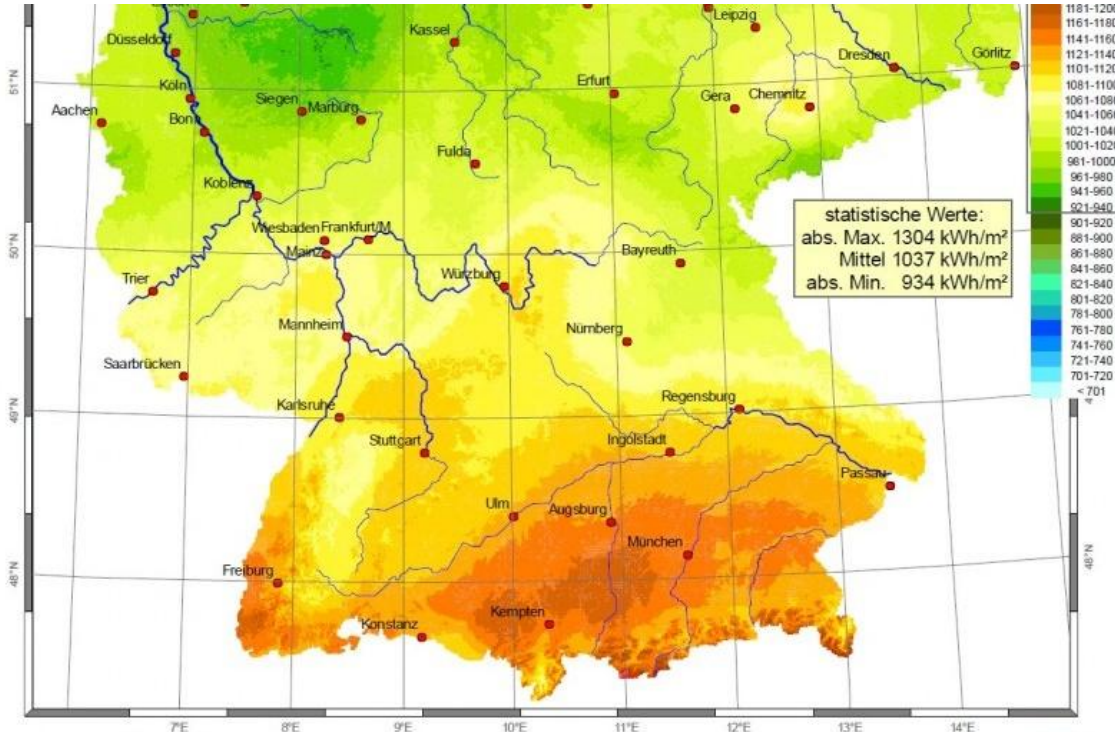 Düsseldorf
Kassel
Leipzig
Dresden
Görlitz
51°N
Köln
Siegen
Marburg
Erfurt
Gera
Chemnitz
Aachen
Bon
Fulda
Koblenz
50°N
Wiesbaden
Frankfurt/M
Mainz
Bayreuth
Trier
Würzburg
Mannheim
Nürnberg
Saarbrücken
49°N
Karlsruhe
Regensburg
Stuttgart
Ingolstadt
Passau
Ulm
Augsburg
München
48°N
48°N
Freiburg
Kempten
Konstanz
7°E
8°E
9°E
10°E
11°E
12°E
13°E
14°E
statistische Werte:
abs. Max. 1304 kWh/m²
Mittel 1037 kWh/m²
abs. Min. 934 kWh/m²
1181-1200
1161-1180
1141-1160
1121-1140
1101-1120
1081-1100
1061-1080
1041-1060
1021-1040
1001-1020
981-1000
961-980
941-960
921-940
901-920
881-900
861-880
841-860
821-840
801-820
781-800
761-780
741-760
721-740
701-720
< 701